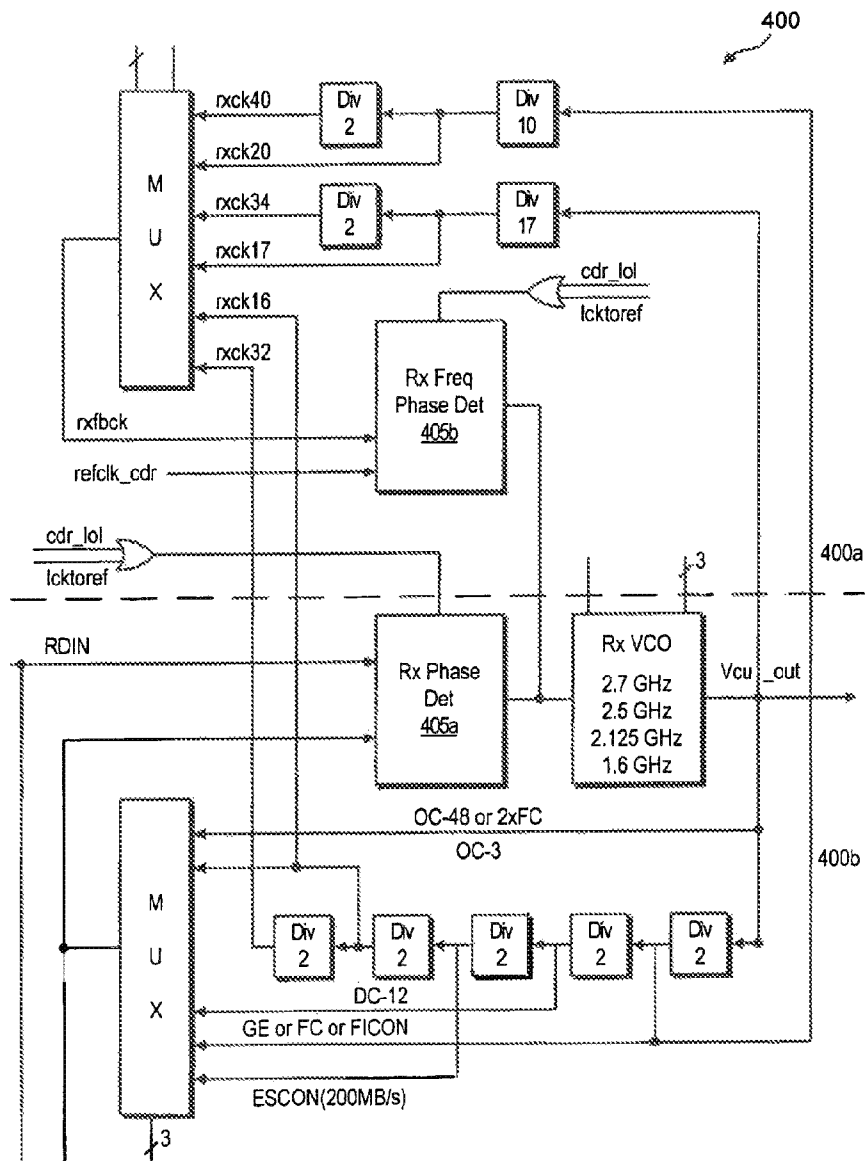 400
rxck40
Div
2
Div
10
rxck20
rxck34
Div
2
Div
17
rxck17
M
U
X
rxck16
cdr_lol
lcktoref
rxck32
Rx Freq
Phase Det
405b
rxfbck
refclk_cdr
cdr_lol
lcktoref
3
400a
RDIN
Rx Phase
Det
405a
Rx VCO
2.7 GHz
2.5 GHz
2.125 GHz
1.6 GHz
Vcu _out
OC-48 or 2xFC
OC-3
400b
M
U
X
Div
2
Div
2
Div
2
Div
2
Div
2
DC-12
GE or FC or FICON
ESCON(200MB/s)
3